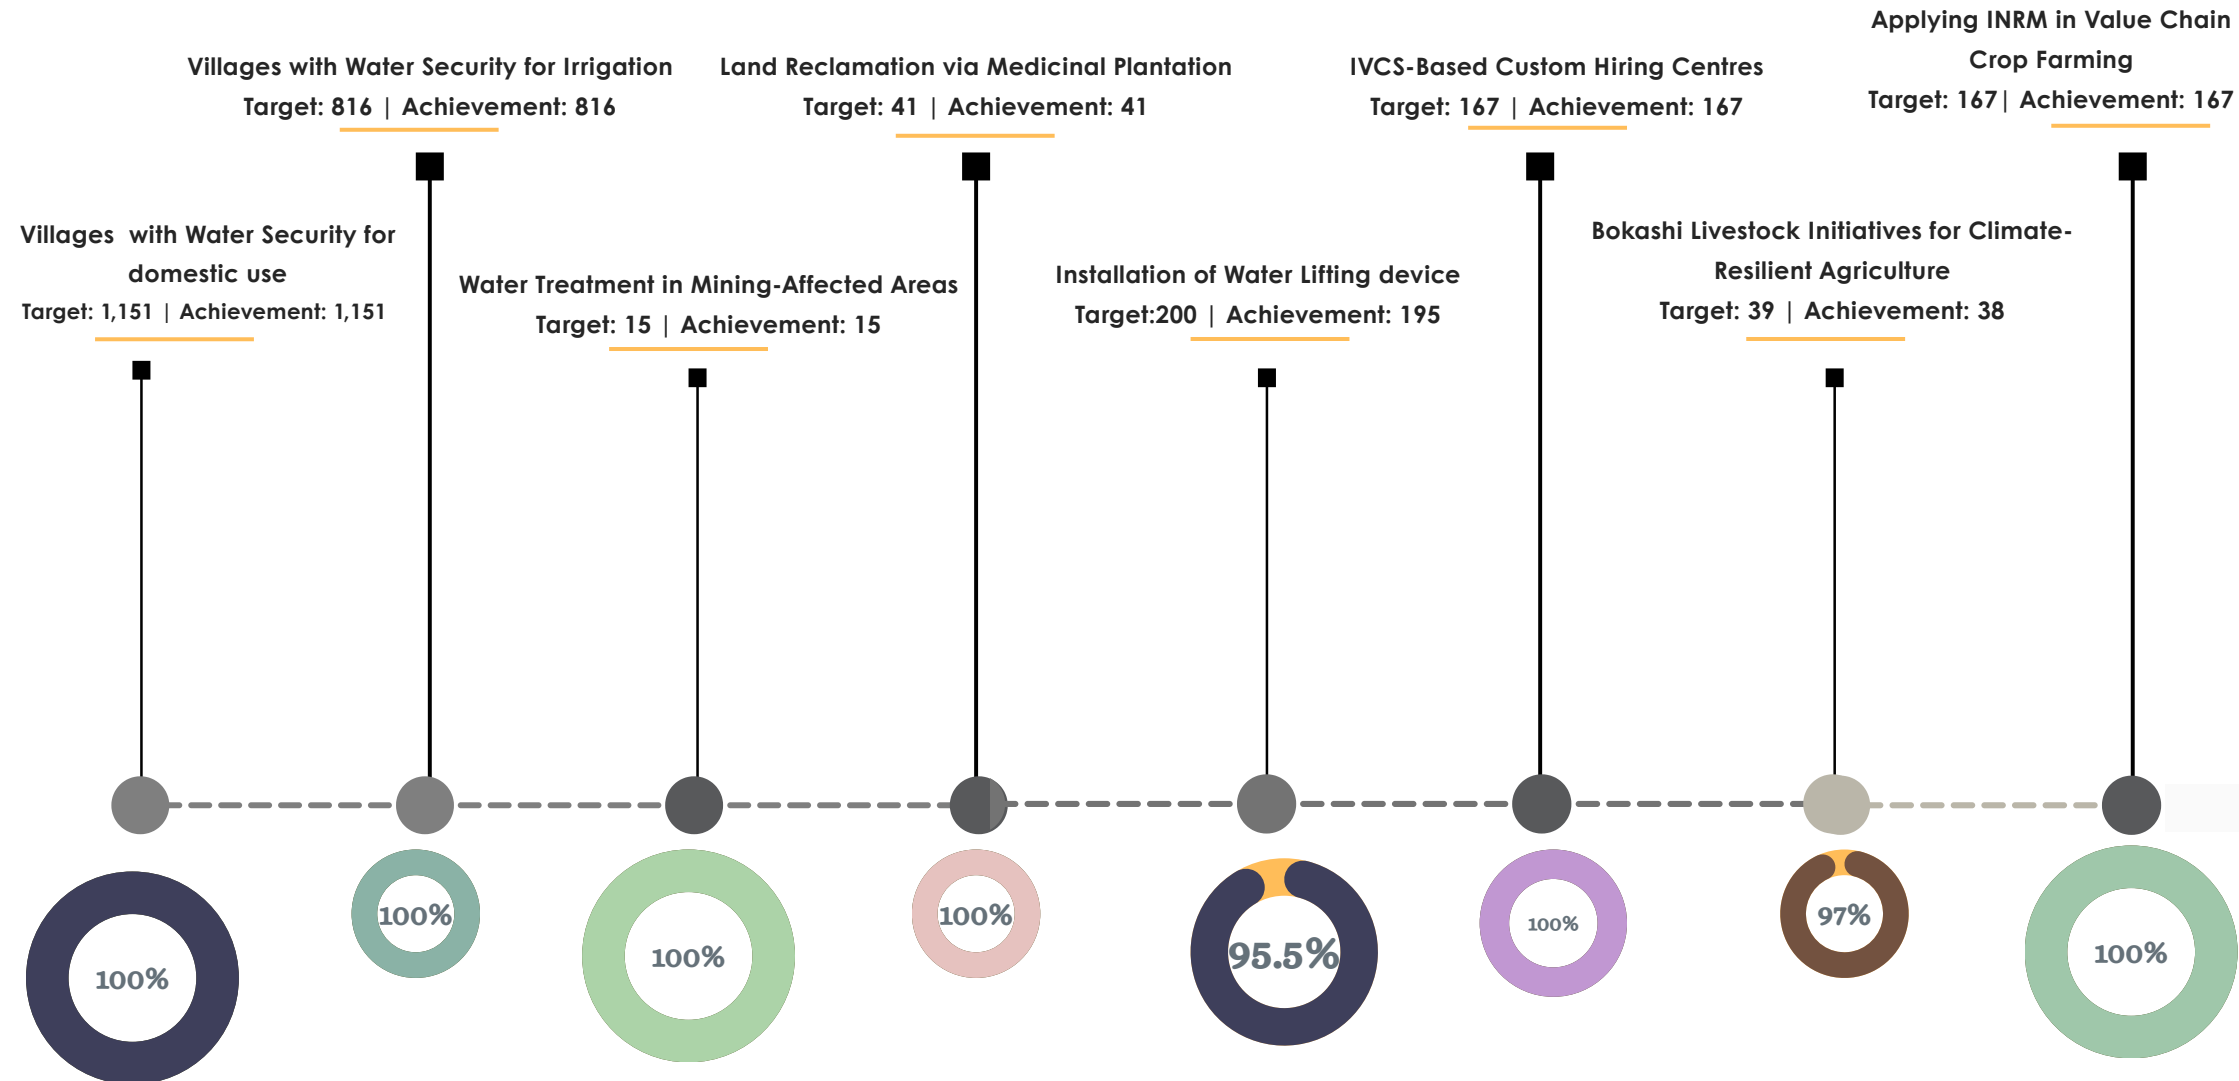 Villages with Water Security for
domestic use
Target: 1,151 | Achievement: 1,151
Villages with Water Security for Irrigation
Target: 816 | Achievement: 816
Water Treatment in Mining-Affected Areas
Target: 15 | Achievement: 15
Land Reclamation via Medicinal Plantation
Target: 41 | Achievement: 41
Installation of Water Lifting device
Target:200 | Achievement: 195
IVCS-Based Custom Hiring Centres
Target: 167 | Achievement: 167
Bokashi Livestock Initiatives for Climate-
Resilient Agriculture
Target: 39 | Achievement: 38
Applying INRM in Value Chain
Crop Farming
Target: 167| Achievement: 167
100%
100%
100%
100%
95.5%
100%
97%
100%